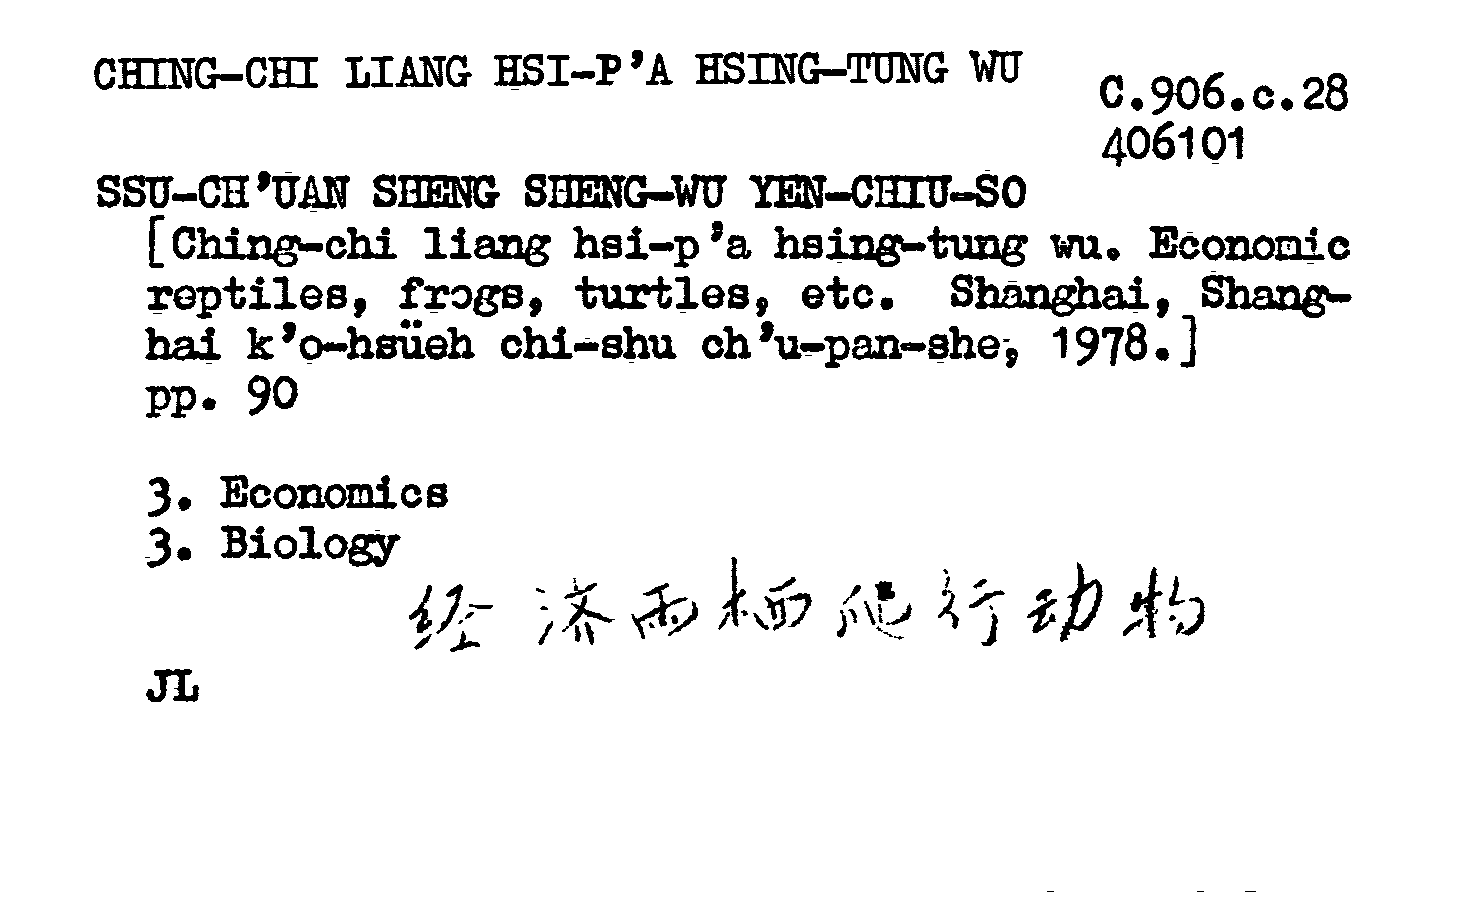 CHING-CHI LIANG HSI-P'A HSING-TUNG WU
C.906.c.28
406101
SSU-CH'UAN SHENG SHENG-WU YEN-CHIU-SO
[Ching-chi liang hsi-p'a hsing-tung wu. Economic
reptiles, frogs, turtles, etc. Shanghai, Shang-
hai k'o-hsüeh chi-shu ch'u-pan-she, 1978.]
pp. 90
3. Economics
3. Biology
经济两栖爬行动物
JL